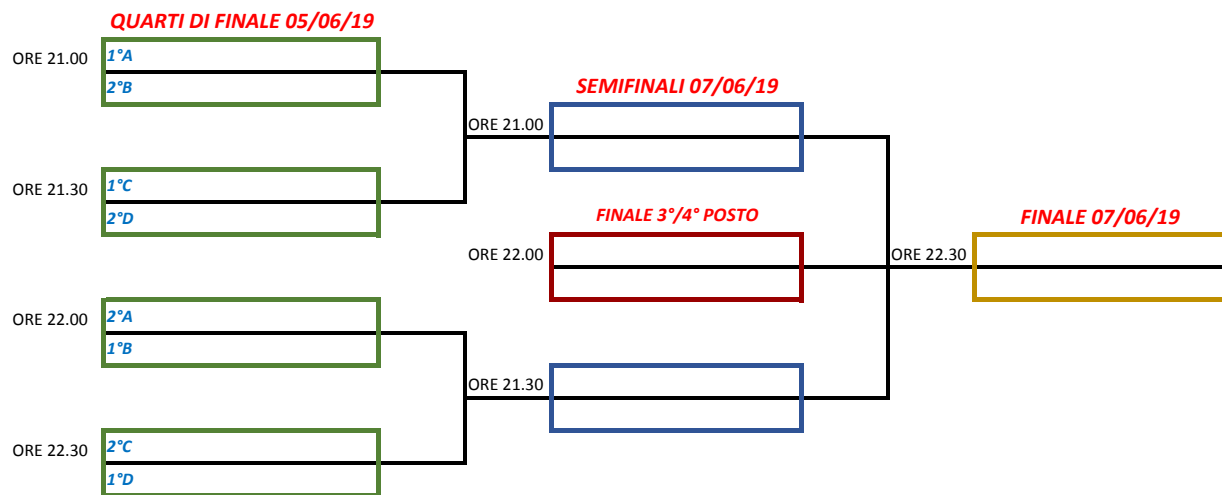 QUARTI DI FINALE 05/06/19
ORE 21.00
1°A
2°B
SEMIFINALI 07/06/19
ORE 21.00
ORE 21.30
1°C
2°D
FINALE 3°/4° POSTO
FINALE 07/06/19
ORE 22.00
ORE 22.30
ORE 22.00
2°A
1°B
ORE 21.30
ORE 22.30
2°C
1°D